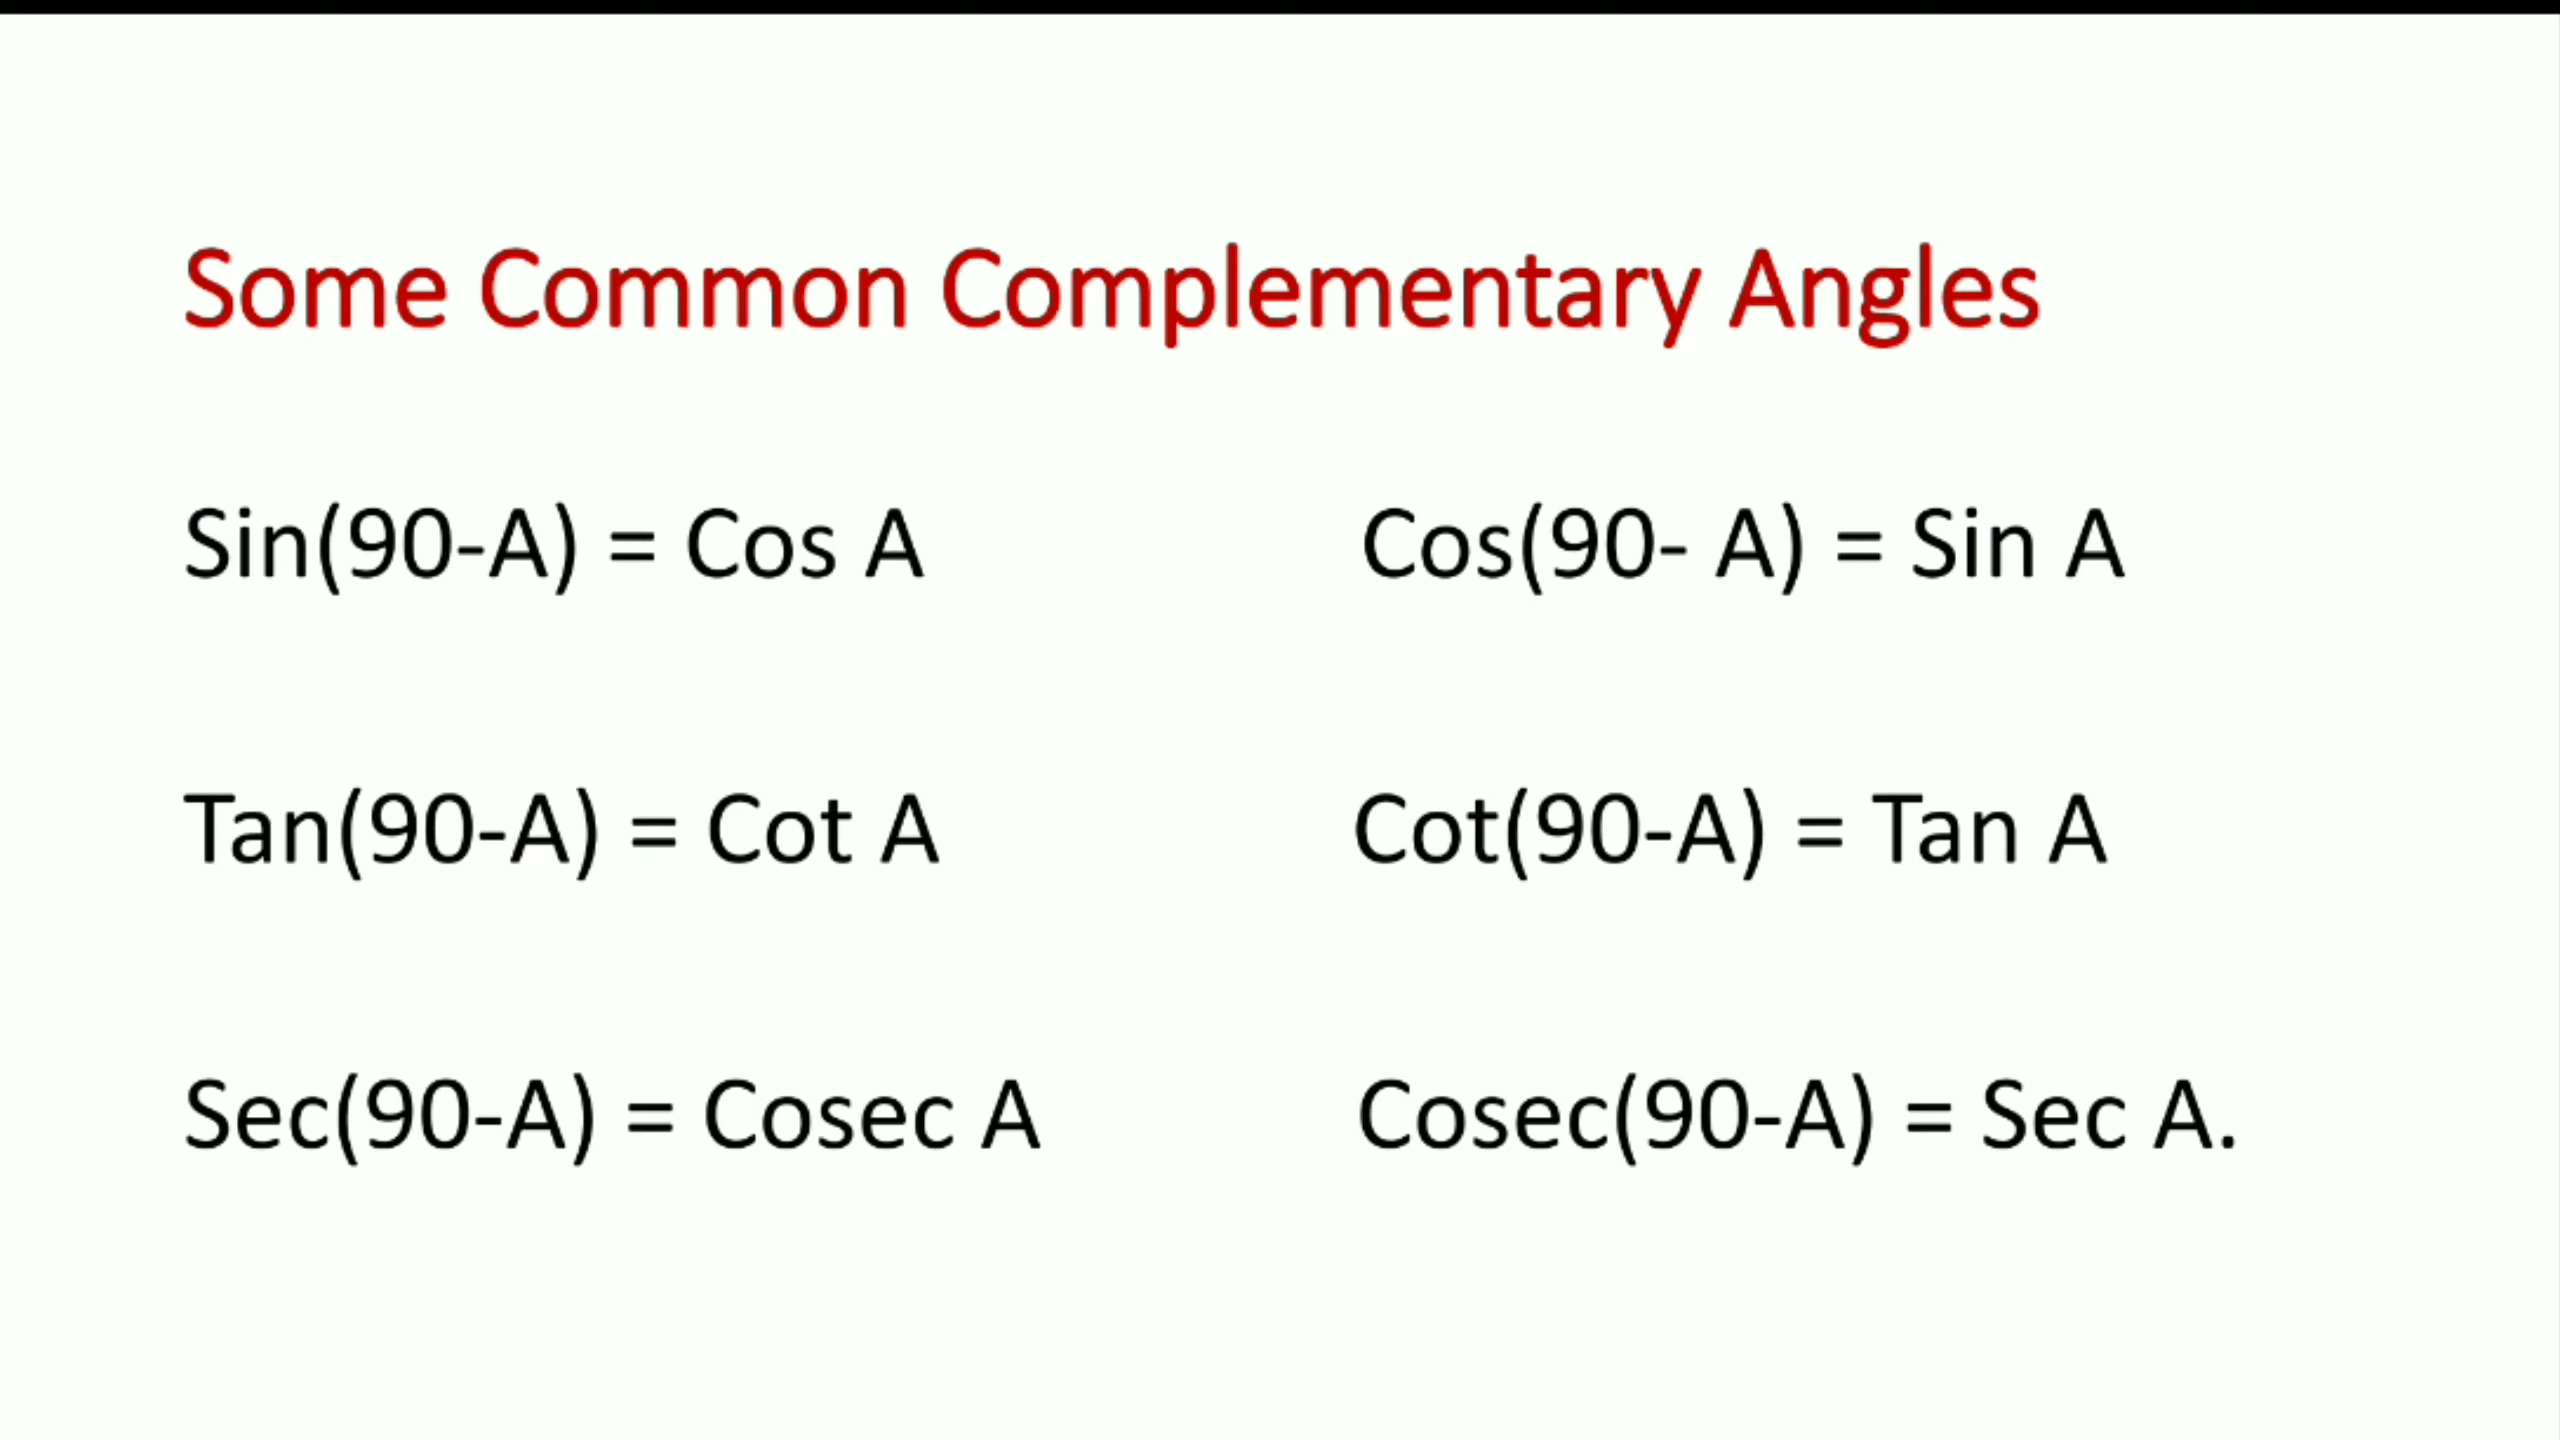 Some Common Complementary Angles
Sin(90-A) = Cos A Cos(90- A) = Sin A
Tan(90-A) = Cot A Cot(90-A) = Tan A
Sec(90-A) = Cosec A Cosec(90-A) = Sec A.